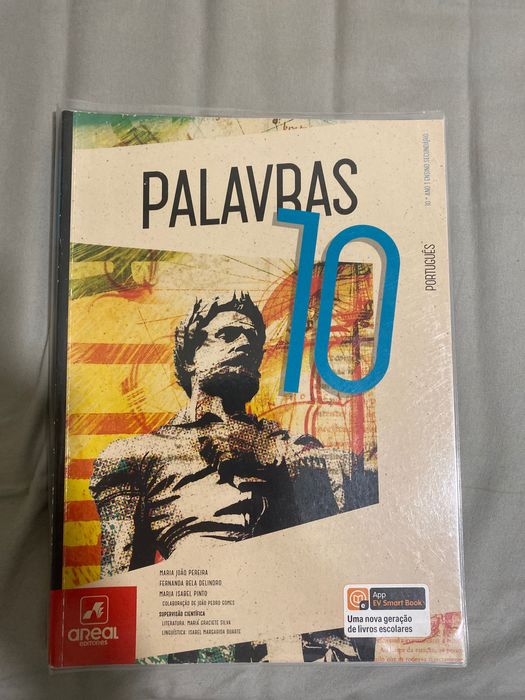 PALAVRAS
10
10.º ANO | ENSINO SECUNDÁRIO
PORTUGUÊS
MARIA JOÃO PEREIRA
FERNANDA BELA DELINDRO
MARIA ISABEL PINTO
COLABORAÇÃO DE JOÃO PEDRO GOMES
SUPERVISÃO CIENTÍFICA
LITERATURA: MARIA GRACIETE SILVA
LINGUÍSTICA: ISABEL MARGARIDA DUARTE
areal
EDITORES
e
App
EV Smart Book
Uma nova geração
de livros escolares